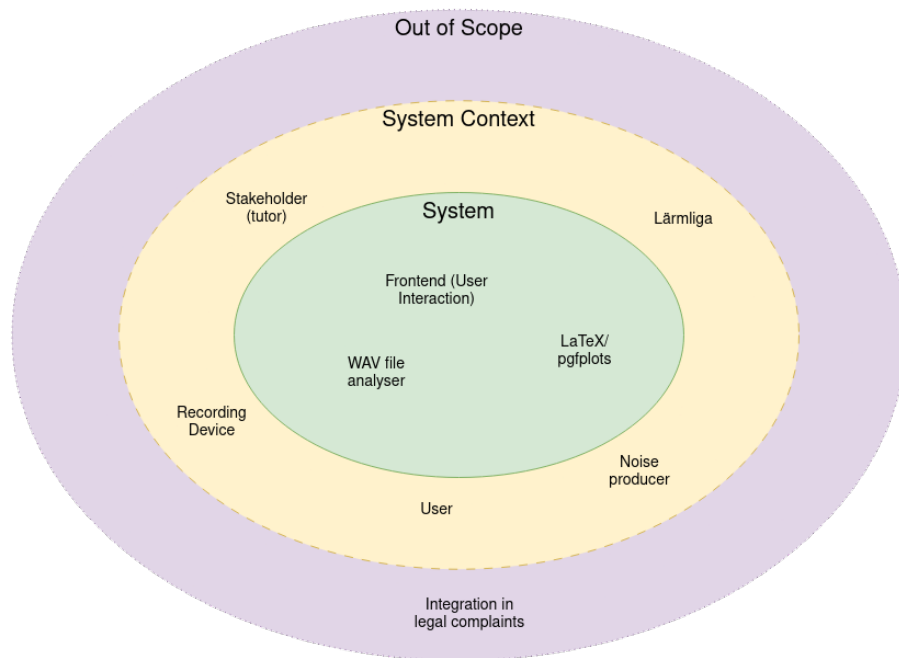 Out of Scope
System Context
Stakeholder
(tutor)
System
Lärmliga
Frontend (User
Interaction)
LaTeX/
pgfplots
WAV file
analyser
Recording
Device
Noise
producer
User
Integration in
legal complaints